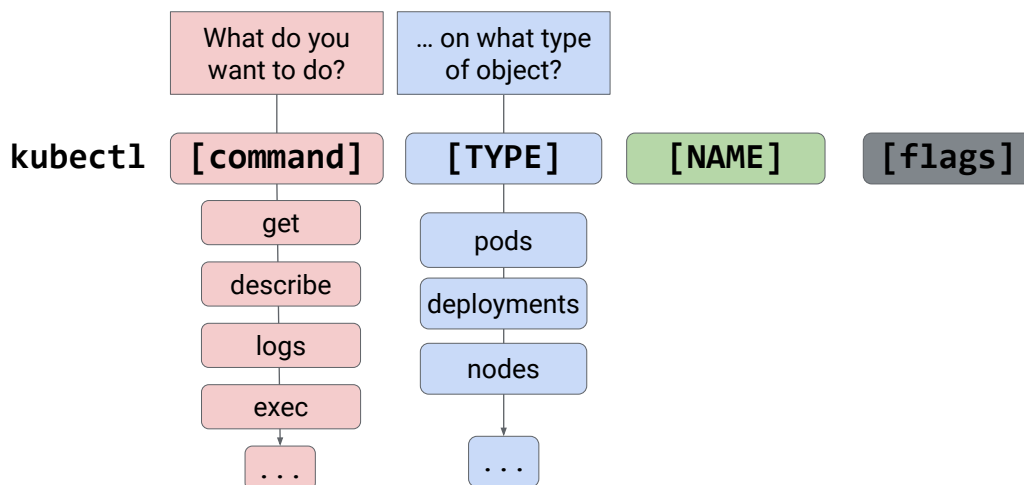 What do you
want to do?
… on what type
of object?
kubectl [command] [TYPE] [NAME] [flags]
get
describe
logs
exec
...
pods
deployments
nodes
...